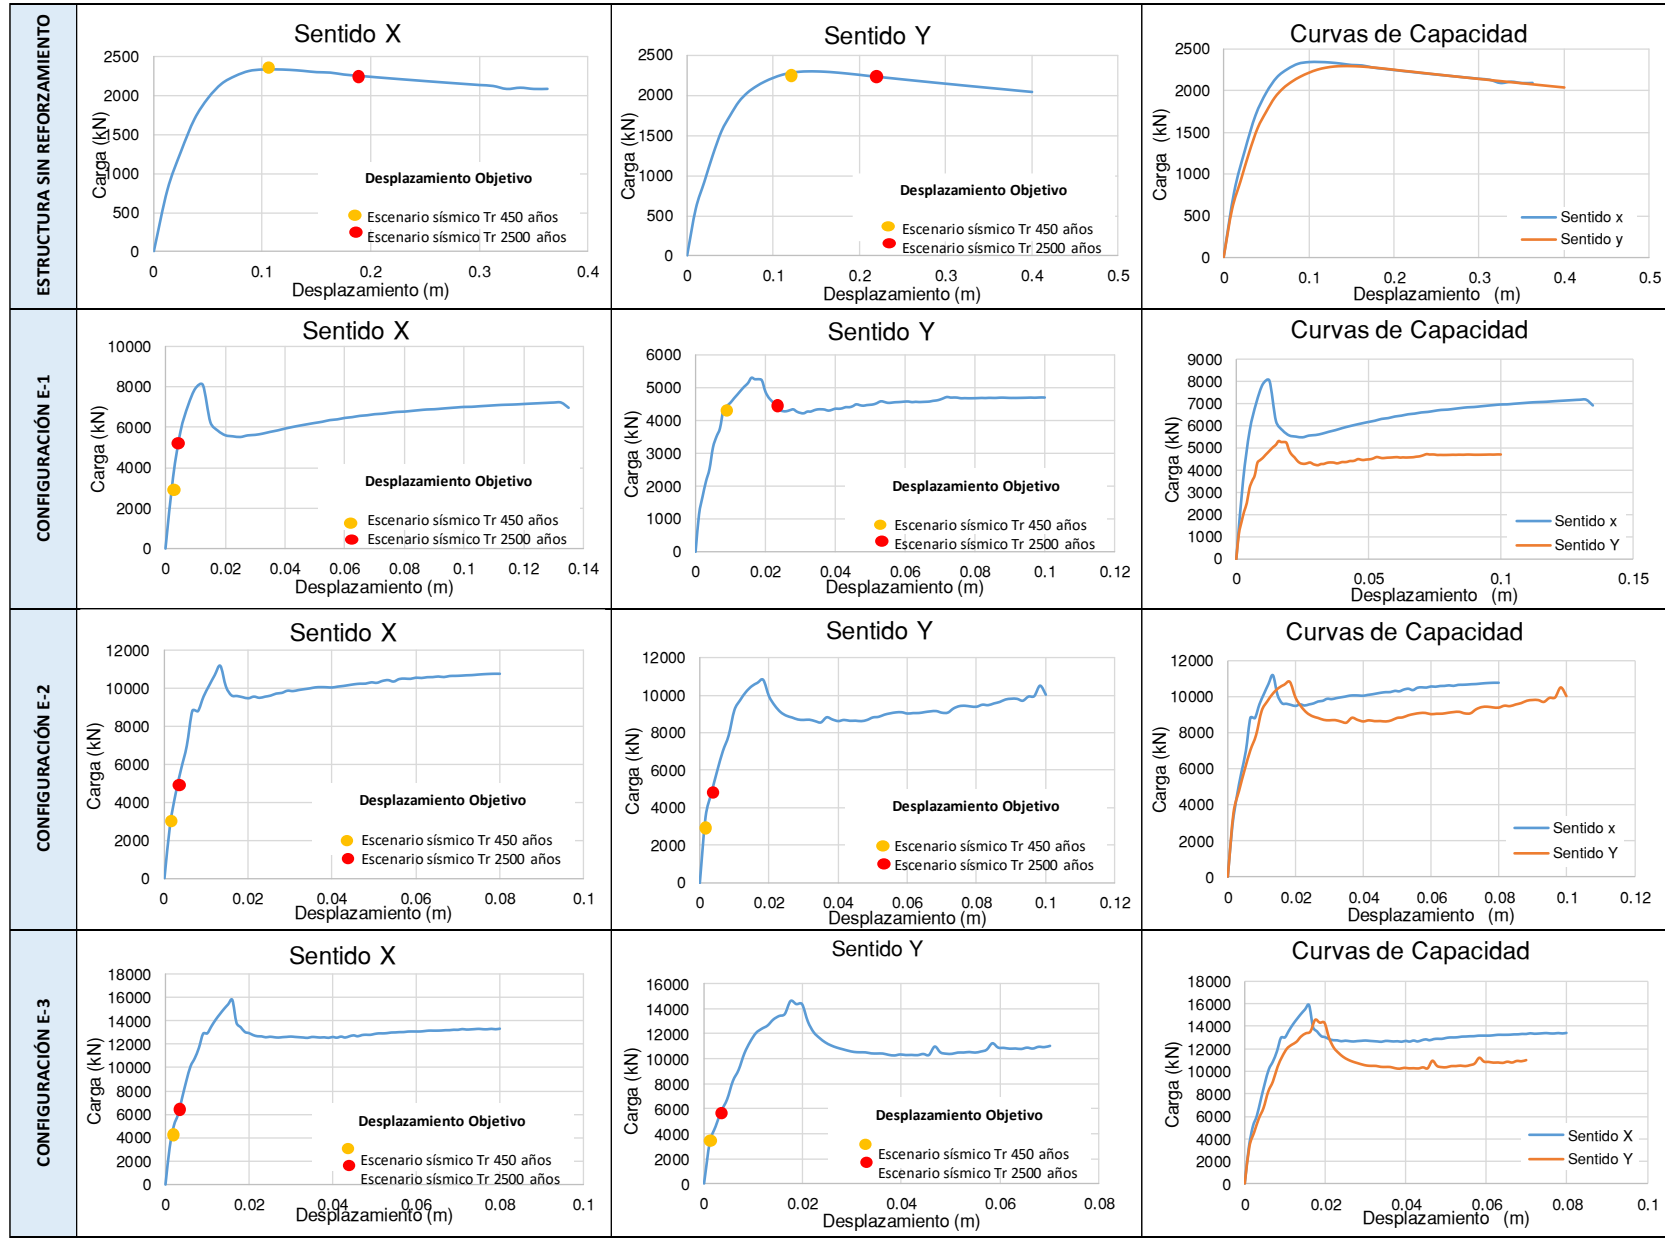 ESTRUCTURA SIN REFORZAMIENTO
Sentido X
2500
2000
1500
1000
500
0
Carga (kN)
Desplazamiento Objetivo
Escenario sísmico Tr 450 años
Escenario sísmico Tr 2500 años
0 0.1 0.2 0.3 0.4
Desplazamiento (m)
Sentido Y
2500
2000
1500
1000
500
0
Carga (kN)
Desplazamiento Objetivo
Escenario sísmico Tr 450 años
Escenario sísmico Tr 2500 años
0 0.1 0.2 0.3 0.4 0.5
Desplazamiento (m)
Curvas de Capacidad
2500
2000
1500
1000
500
0
Carga (kN)
Sentido x
Sentido y
0 0.1 0.2 0.3 0.4 0.5
Desplazamiento (m)
CONFIGURACIÓN E-1
Sentido X
10000
8000
6000
4000
2000
0
Carga (kN)
Desplazamiento Objetivo
Escenario sísmico Tr 450 años
Escenario sísmico Tr 2500 años
0 0.02 0.04 0.06 0.08 0.10 0.12 0.14
Desplazamiento (m)
Sentido Y
6000
5000
4000
3000
2000
1000
0
Carga (kN)
Desplazamiento Objetivo
Escenario sísmico Tr 450 años
Escenario sísmico Tr 2500 años
0 0.02 0.04 0.06 0.08 0.1 0.12
Desplazamiento (m)
Curvas de Capacidad
9000
8000
7000
6000
5000
4000
3000
2000
1000
0
Carga (kN)
Sentido x
Sentido Y
0 0.05 0.1 0.15
Desplazamiento (m)
CONFIGURACIÓN E-2
Sentido X
12000
10000
8000
6000
4000
2000
0
Carga (kN)
Desplazamiento Objetivo
Escenario sísmico Tr 450 años
Escenario sísmico Tr 2500 años
0 0.02 0.04 0.06 0.08 0.1
Desplazamiento (m)
Sentido Y
12000
10000
8000
6000
4000
2000
0
Carga (kN)
Desplazamiento Objetivo
Escenario sísmico Tr 450 años
Escenario sísmico Tr 2500 años
0 0.02 0.04 0.06 0.08 0.1 0.12
Desplazamiento (m)
Curvas de Capacidad
12000
10000
8000
6000
4000
2000
0
Carga (kN)
Sentido x
Sentido Y
0 0.02 0.04 0.06 0.08 0.1 0.12
Desplazamiento (m)
CONFIGURACIÓN E-3
Sentido X
18000
16000
14000
12000
10000
8000
6000
4000
2000
0
Carga (kN)
Desplazamiento Objetivo
Escenario sísmico Tr 450 años
Escenario sísmico Tr 2500 años
0 0.02 0.04 0.06 0.08 0.1
Desplazamiento (m)
Sentido Y
16000
14000
12000
10000
8000
6000
4000
2000
0
Carga (kN)
Desplazamiento Objetivo
Escenario sísmico Tr 450 años
Escenario sísmico Tr 2500 años
0 0.02 0.04 0.06 0.08
Desplazamiento (m)
Curvas de Capacidad
18000
16000
14000
12000
10000
8000
6000
4000
2000
0
Carga (kN)
Sentido X
Sentido Y
0 0.02 0.04 0.06 0.08 0.1
Desplazamiento (m)